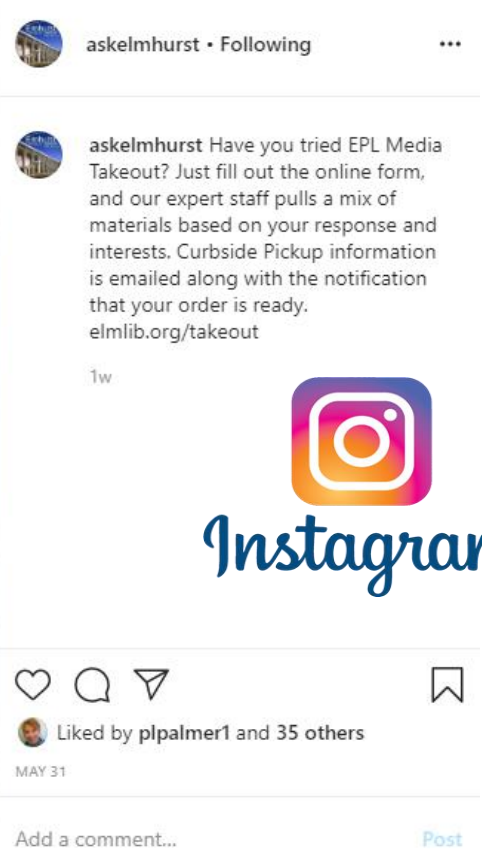 askelmhurst • Following
askelmhurst Have you tried EPL Media
Takeout? Just fill out the online form,
and our expert staff pulls a mix of
materials based on your response and
interests. Curbside Pickup information
is emailed along with the notification
that your order is ready.
elmlib.org/takeout
1w
Instagram
Liked by plpalmer1 and 35 others
MAY 31
Add a comment...
Post